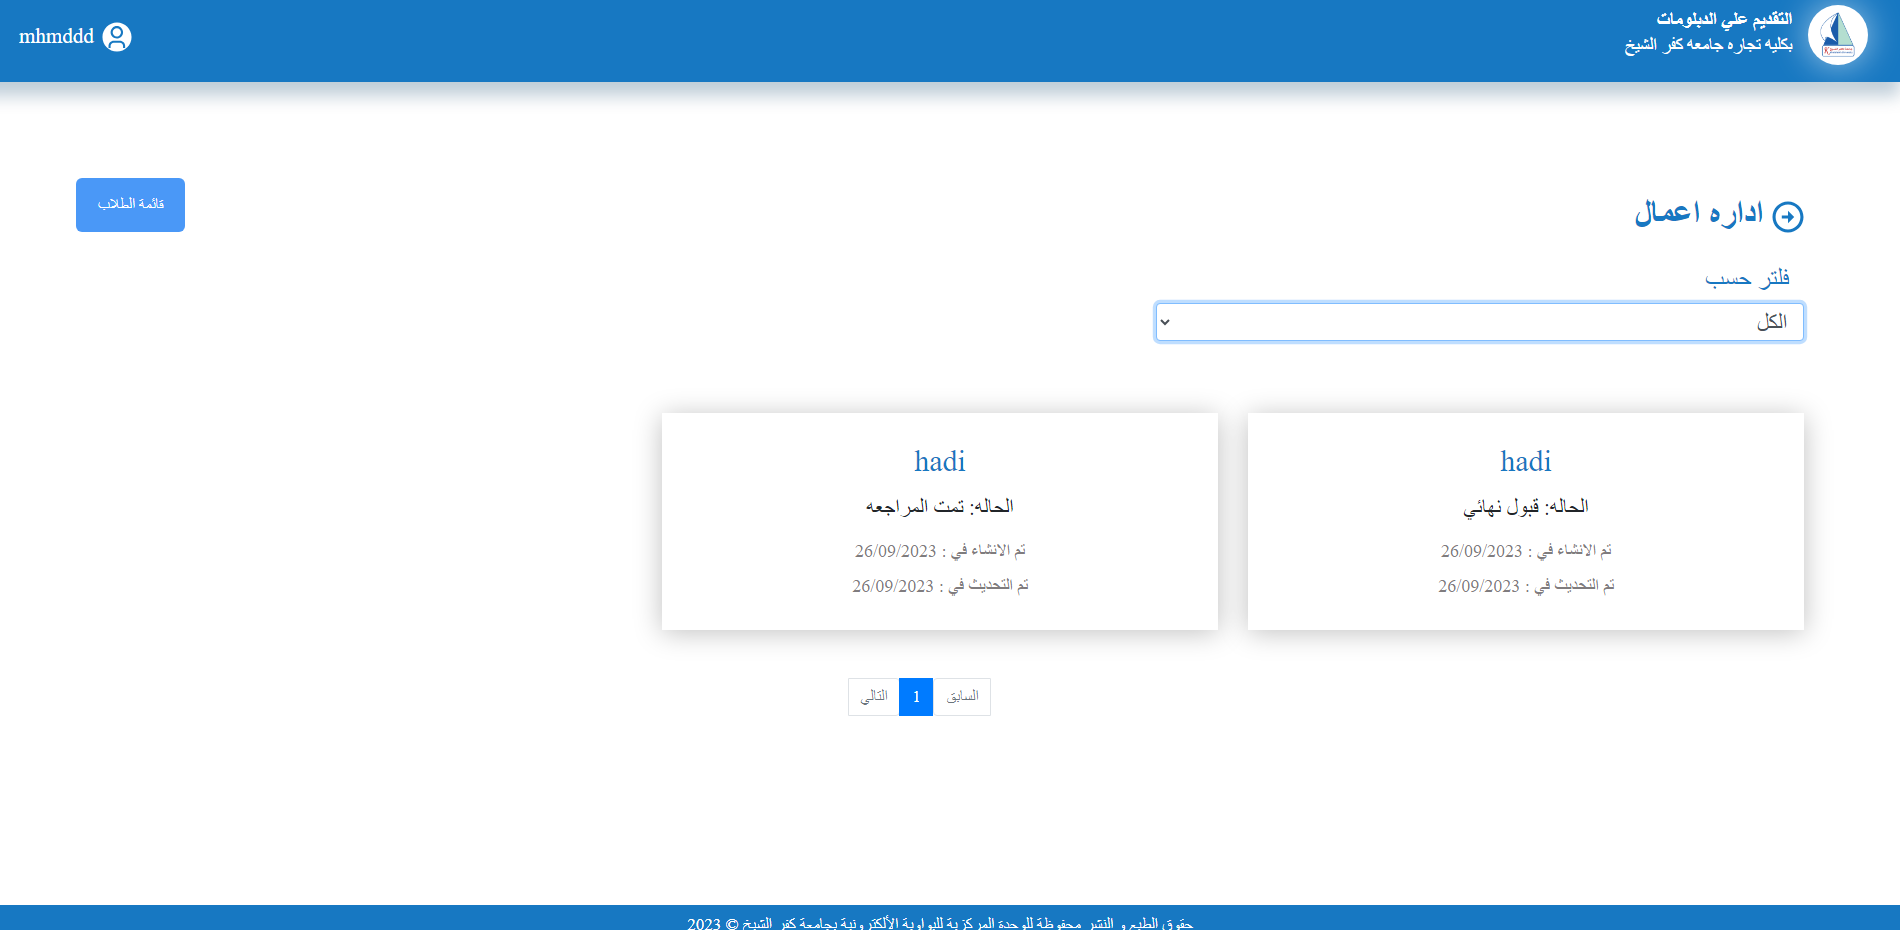 التقديم علي الدبلومات
بكليه تجاره جامعه كفر الشيخ
mhmddd
اداره اعمال
قائمة الطلاب
فلتر حسب
الكل
hadi
الحاله: قبول نهائي
تم الانشاء في : 26/09/2023
تم التحديث في : 26/09/2023
hadi
الحاله: تمت المراجعه
تم الانشاء في : 26/09/2023
تم التحديث في : 26/09/2023
السابق 1 التالي
حقوق الطبع و النشر محفوظة للوحدة المركزية للبوابة الألكترونية بجامعة كفر الشيخ © 2023